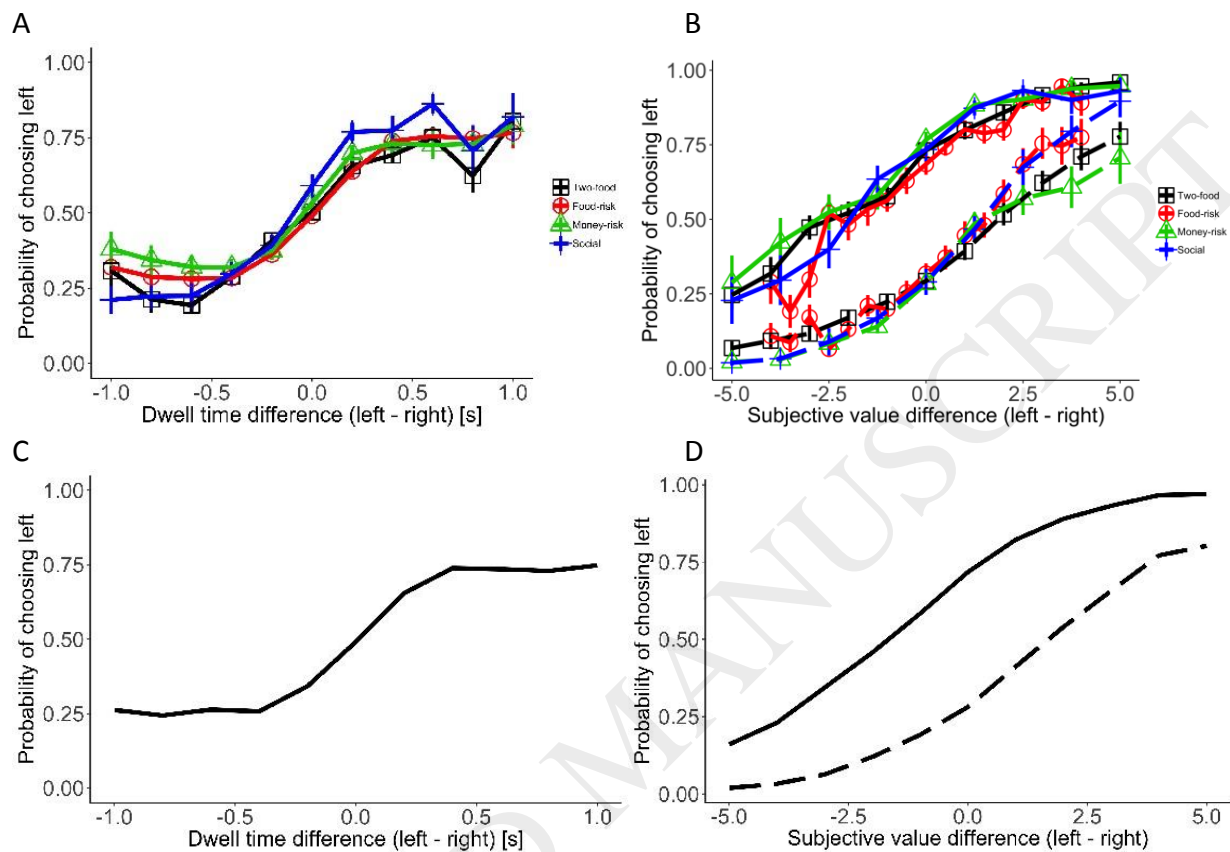 A
1.00
0.75
0.50
0.25
0.00
Probability of choosing left
-1.0
-0.5
0.0
0.5
1.0
Dwell time difference (left - right) [s]
Two-food
Food-risk
Money-risk
Social
B
1.00
0.75
0.50
0.25
0.00
Probability of choosing left
-5.0
-2.5
0.0
2.5
5.0
Subjective value difference (left - right)
Two-food
Food-risk
Money-risk
Social
C
1.00
0.75
0.50
0.25
0.00
Probability of choosing left
-1.0
-0.5
0.0
0.5
1.0
Dwell time difference (left - right) [s]
D
1.00
0.75
0.50
0.25
0.00
Probability of choosing left
-5.0
-2.5
0.0
2.5
5.0
Subjective value difference (left - right)
D MANUSCRIPT